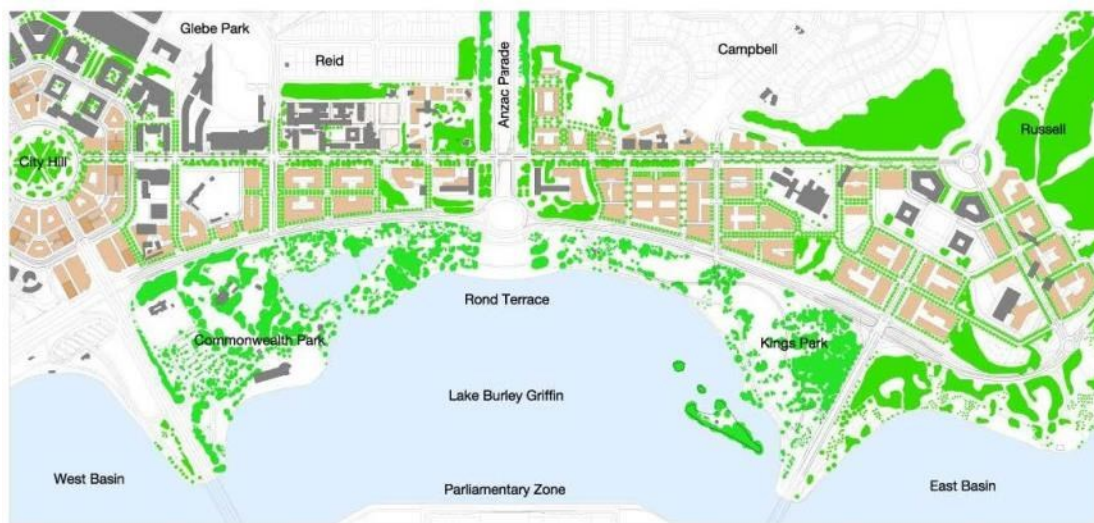 Glebe Park
Reid
Anzac Parade
Campbell
City Hill
Russell
Rond Terrace
Commonwealth Park
Kings Park
Lake Burley Griffin
West Basin
Parliamentary Zone
East Basin